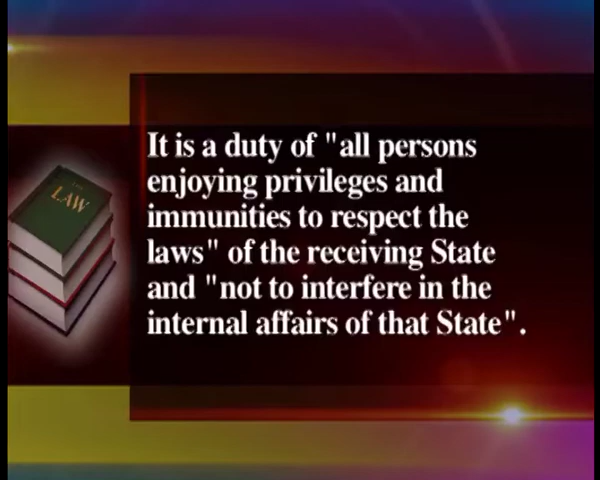 THE
LAW
It is a duty of "all persons
enjoying privileges and
immunities to respect the
laws" of the receiving State
and "not to interfere in the
internal affairs of that State".